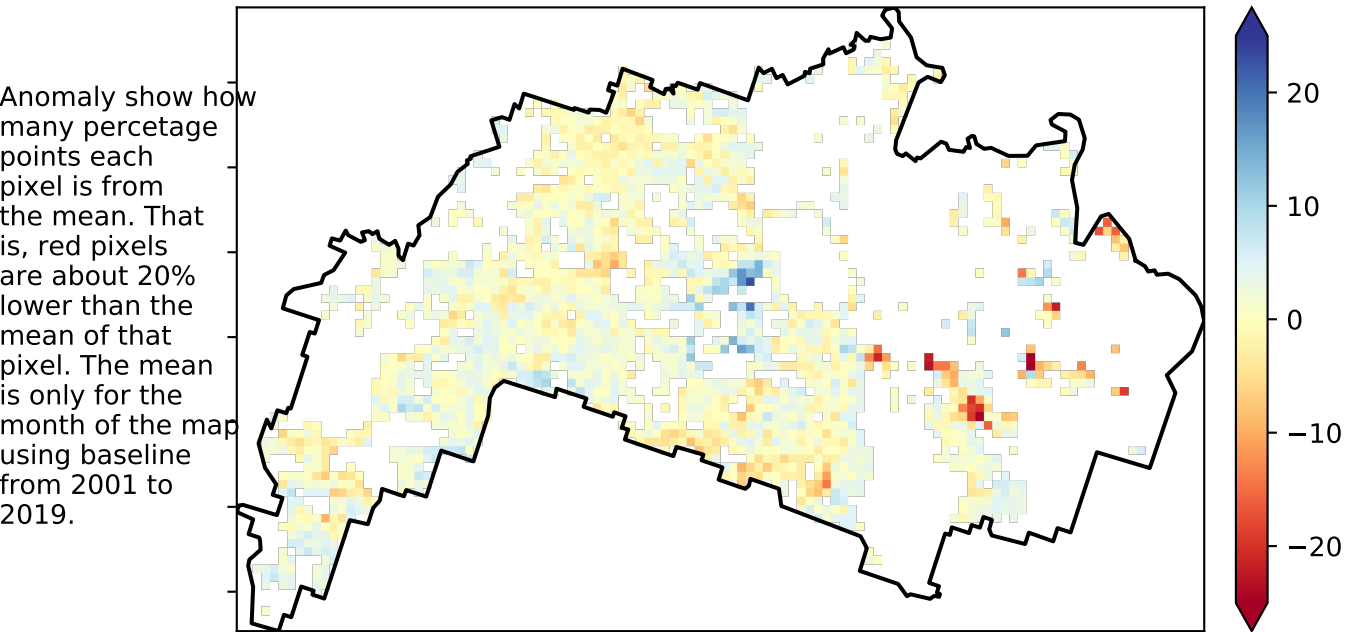 Anomaly show how
many percetage
points each
pixel is from
the mean. That
is, red pixels
are about 20%
lower than the
mean of that
pixel. The mean
is only for the
month of the map
using baseline
from 2001 to
2019.
20
10
0
−10
−20